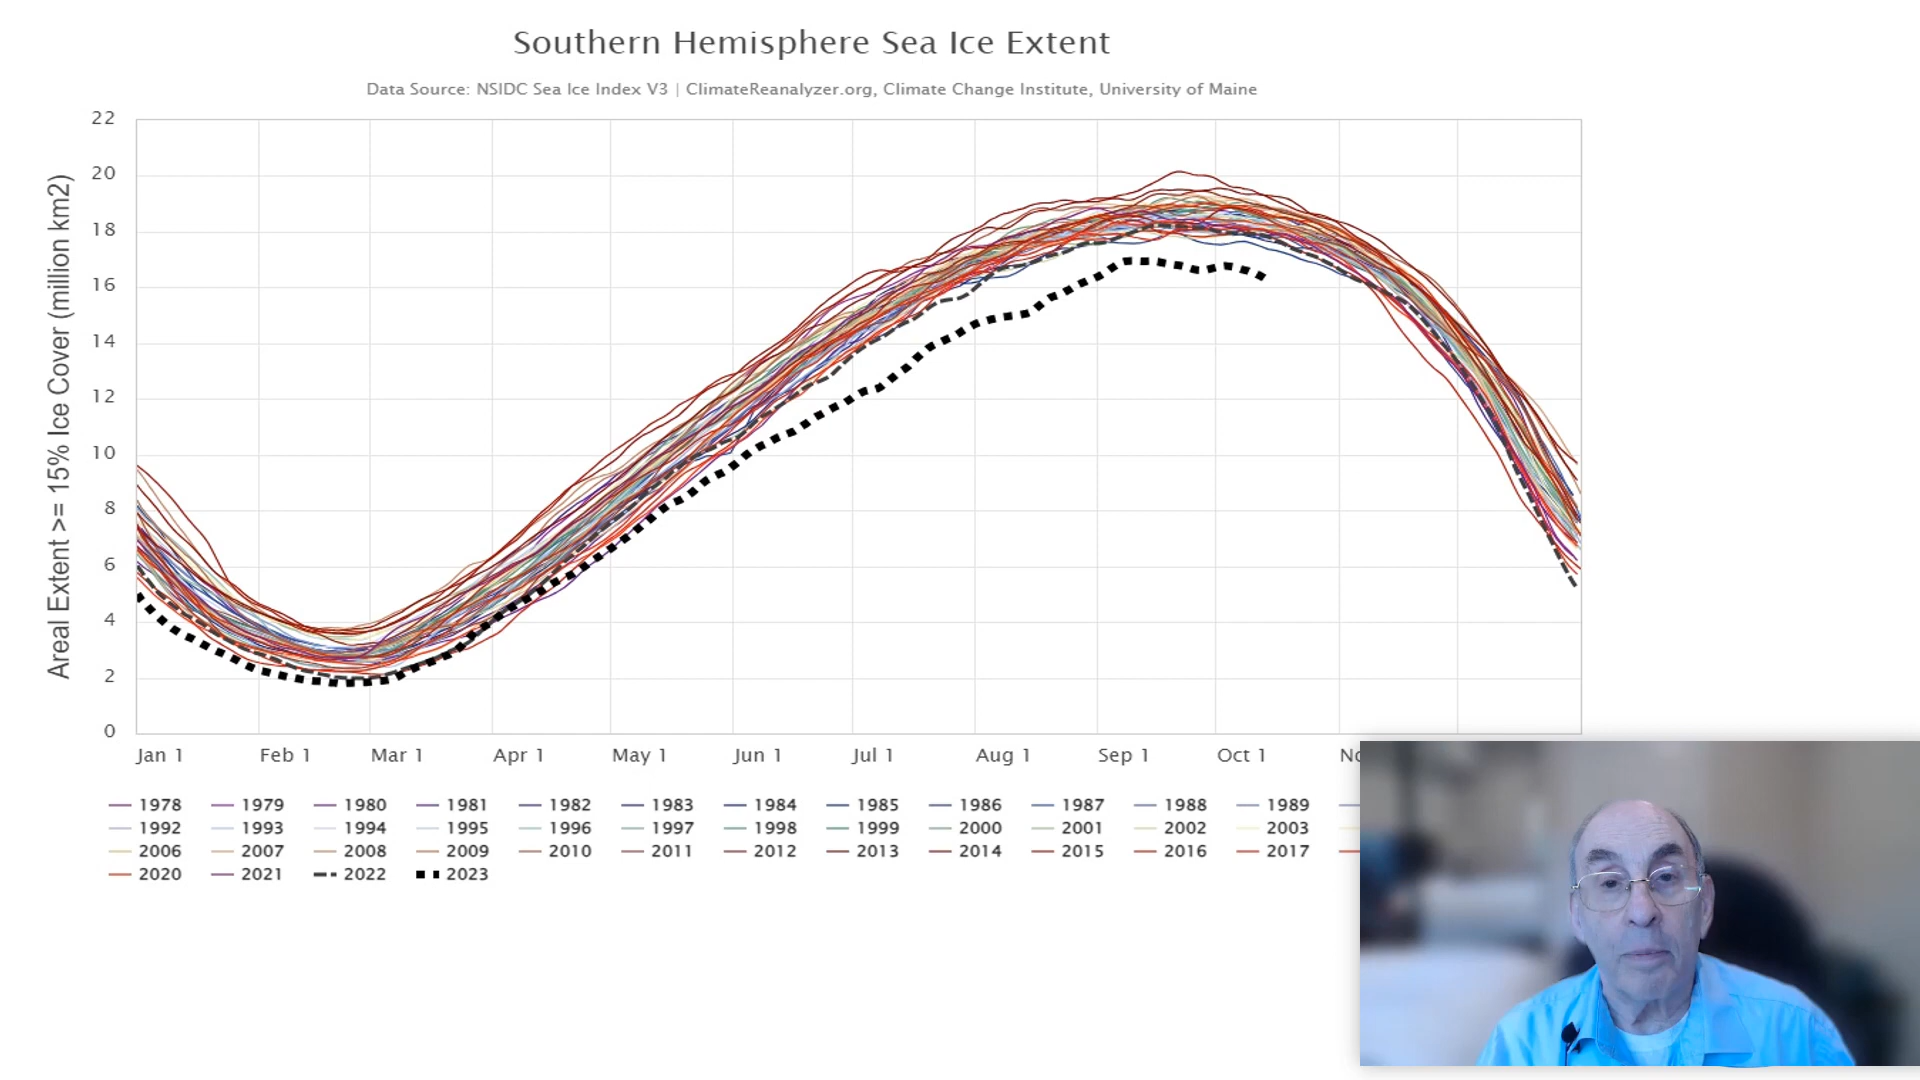 Southern Hemisphere Sea Ice Extent
Data Source: NSIDC Sea Ice Index V3 | ClimateReanalyzer.org, Climate Change Institute, University of Maine
Areal Extent >= 15% Ice Cover (million km2)
22
20
18
16
14
12
10
8
6
4
2
0
Jan 1 Feb 1 Mar 1 Apr 1 May 1 Jun 1 Jul 1 Aug 1 Sep 1 Oct 1
1978 1979 1980 1981 1982 1983 1984 1985 1986 1987 1988 1989
1992 1993 1994 1995 1996 1997 1998 1999 2000 2001 2002 2003
2006 2007 2008 2009 2010 2011 2012 2013 2014 2015 2016 2017
2020 2021 2022 2023